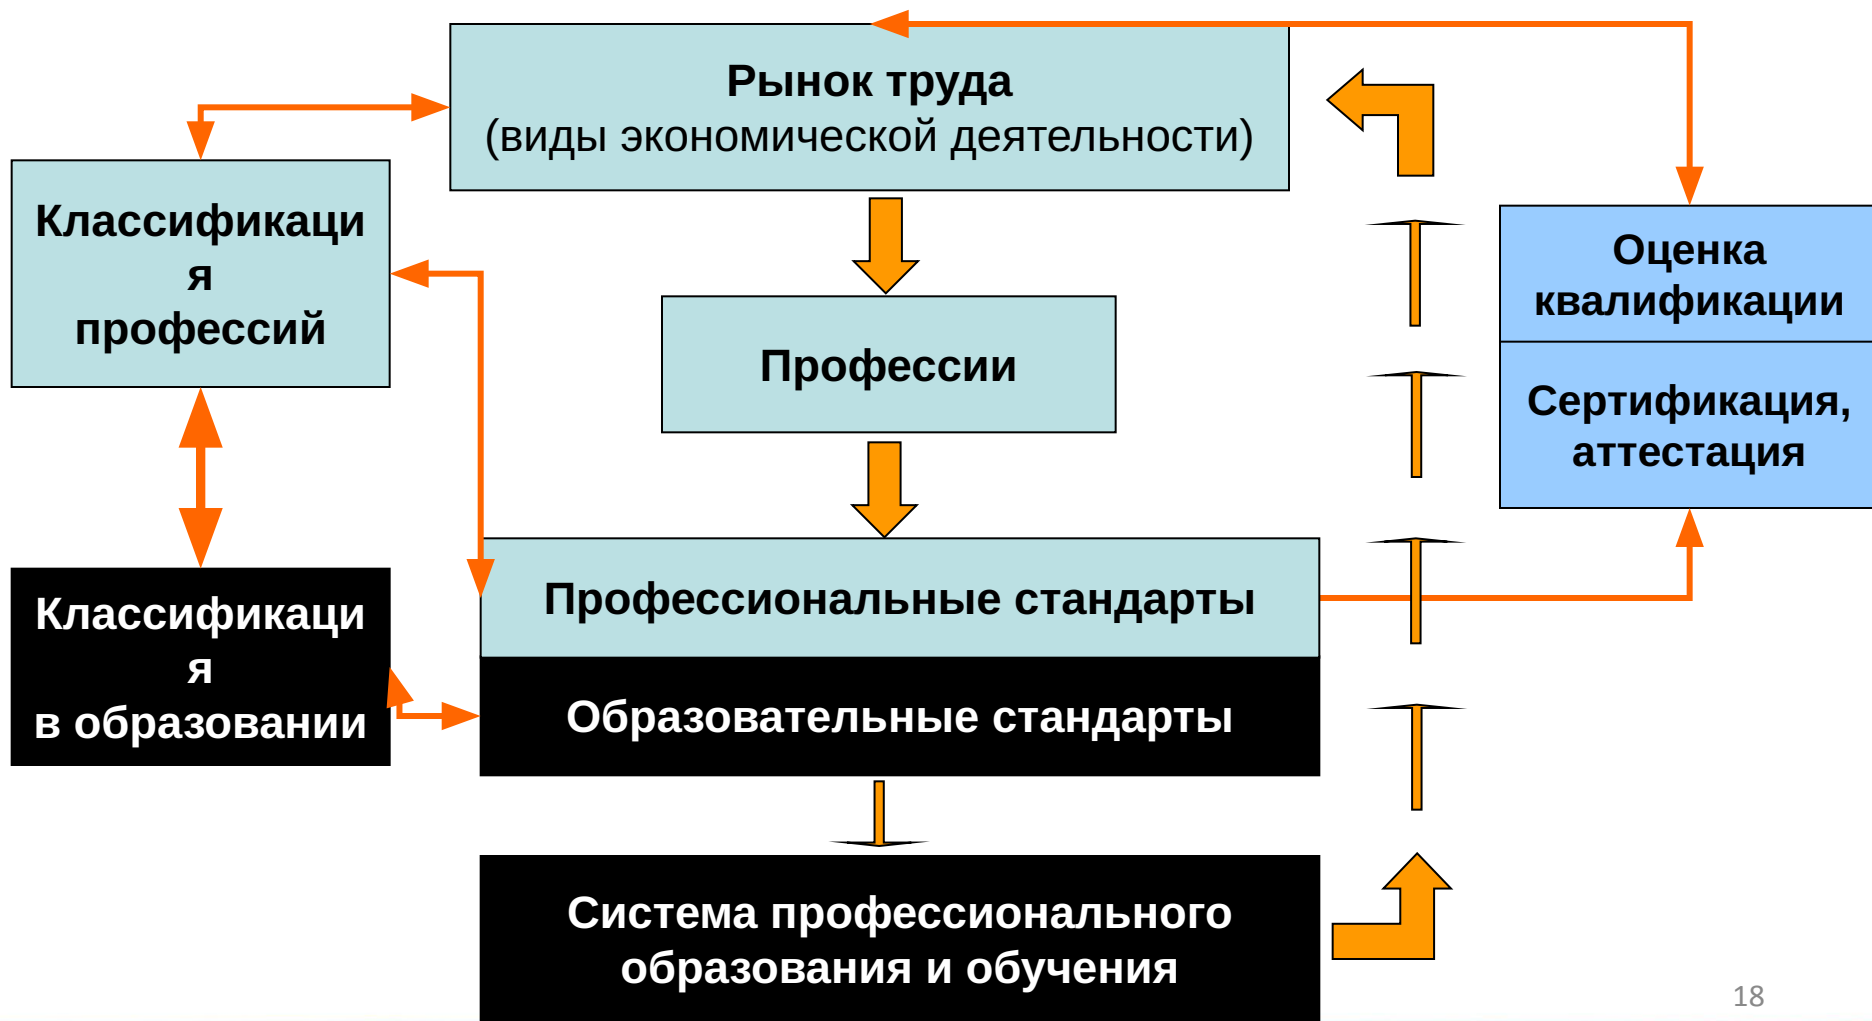 Рынок труда
(виды экономической деятельности)
Классификаци
я
профессий
Оценка
квалификации
Профессии
Сертификация,
аттестация
Профессиональные стандарты
Классификаци
я
в образовании
Образовательные стандарты
Система профессионального
образования и обучения
18